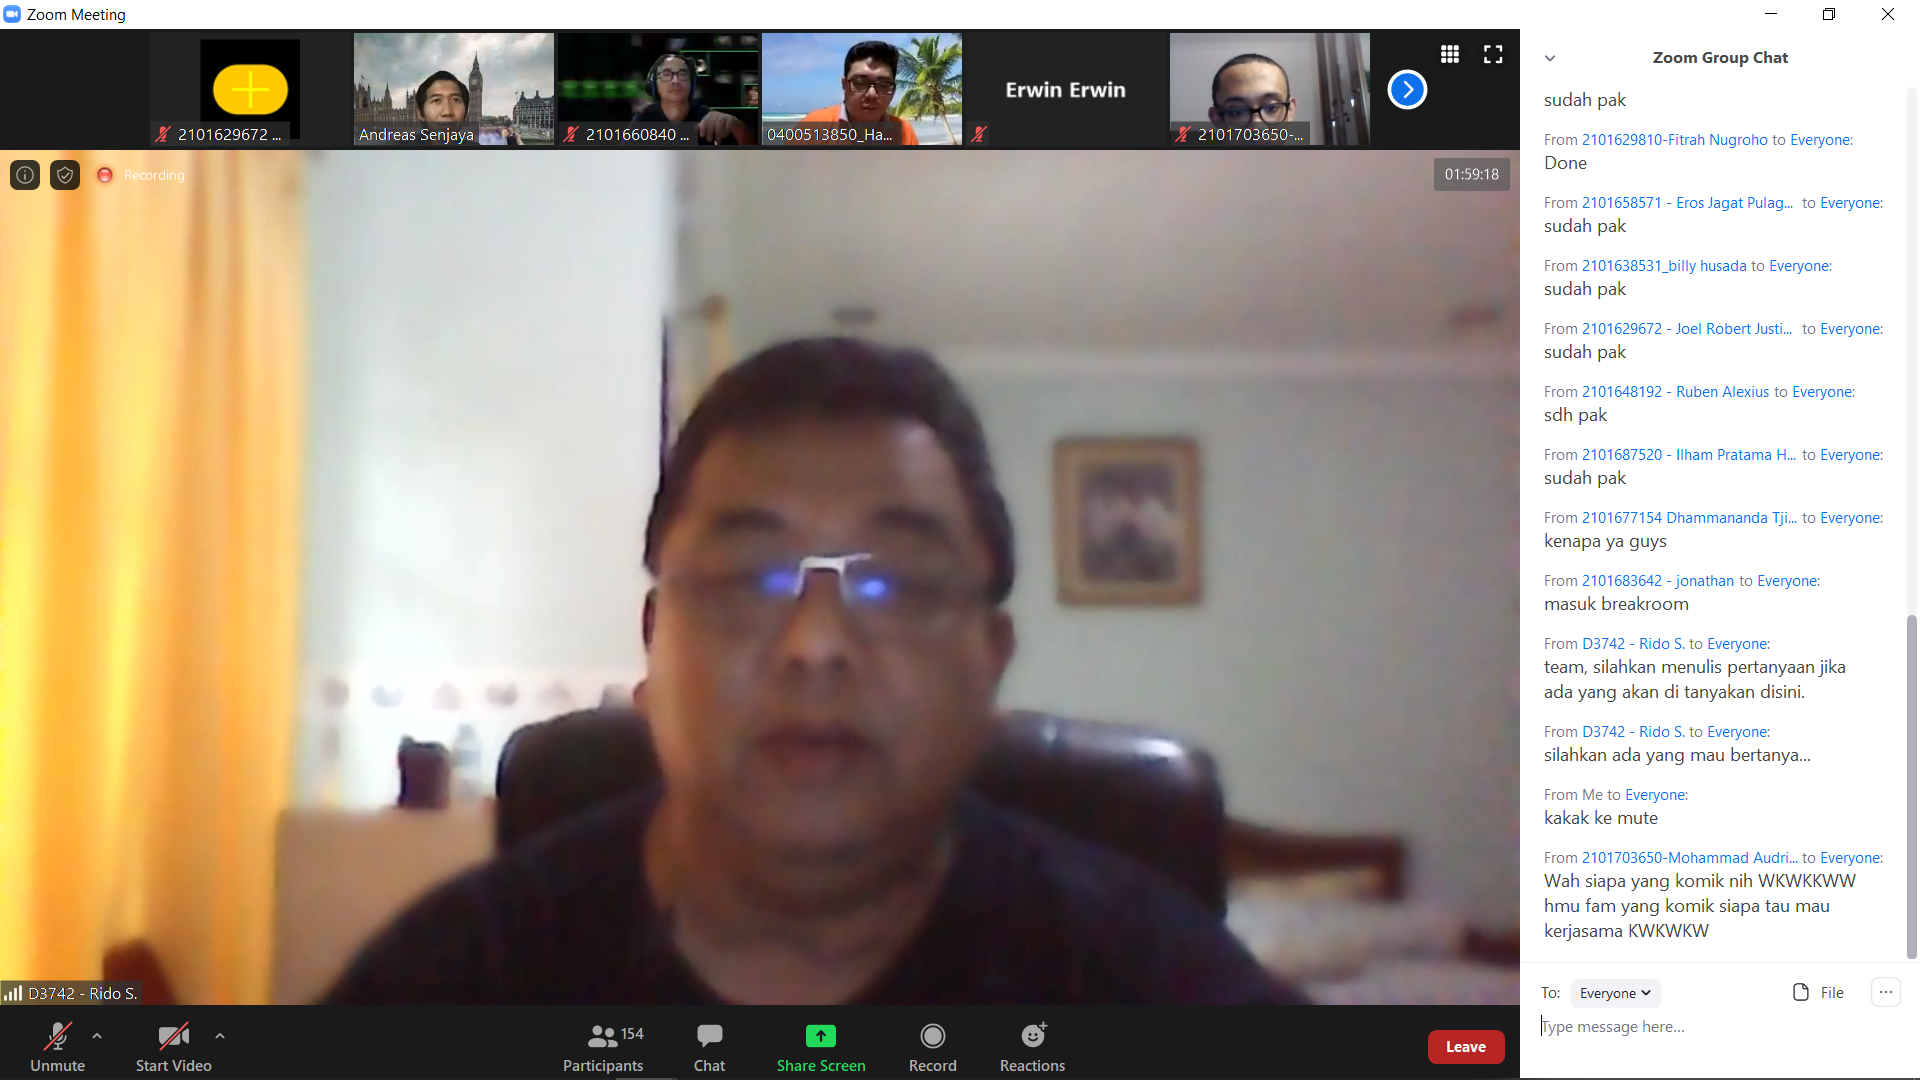 Zoom Meeting
2101629672 ...
Andreas Senjaya
2101660840 ...
0400513850_Ha...
Erwin Erwin
2101703650-...
Recording
01:59:18
D3742 - Rido S.
Unmute
Start Video
154
Participants
Chat
Share Screen
Record
Reactions
Leave
Zoom Group Chat
sudah pak
From 2101629810-Fitrah Nugroho to Everyone:
Done
From 2101658571 - Eros Jagat Pulag... to Everyone:
sudah pak
From 2101638531_billy husada to Everyone:
sudah pak
From 2101629672 - Joel Robert Justi... to Everyone:
sudah pak
From 2101648192 - Ruben Alexius to Everyone:
sdh pak
From 2101687520 - Ilham Pratama H... to Everyone:
sudah pak
From 2101677154 Dhammananda Tji... to Everyone:
kenapa ya guys
From 2101683642 - jonathan to Everyone:
masuk breakroom
From D3742 - Rido S. to Everyone:
team, silahkan menulis pertanyaan jika
ada yang akan di tanyakan disini.
From D3742 - Rido S. to Everyone:
silahkan ada yang mau bertanya...
From Me to Everyone:
kakak ke mute
From 2101703650-Mohammad Audri... to Everyone:
Wah siapa yang komik nih WKWKKWW
hmu fam yang komik siapa tau mau
kerjasama KWKWKW
To: Everyone
File
Type message here...